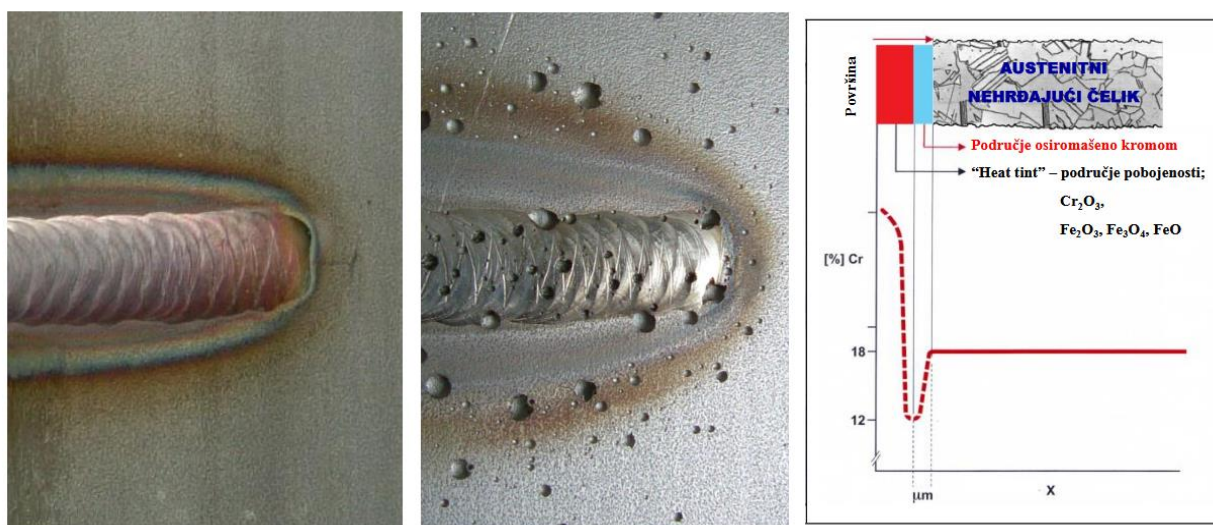 Površina
AUSTENITNI
NEHRĐAJUĆI ČELIK
Područje osiromašeno kromom
“Heat tint” – područje pobojenosti;
Cr₂O₃,
Fe₂O₃, Fe₃O₄, FeO
[%] Cr
18
12
μm
X